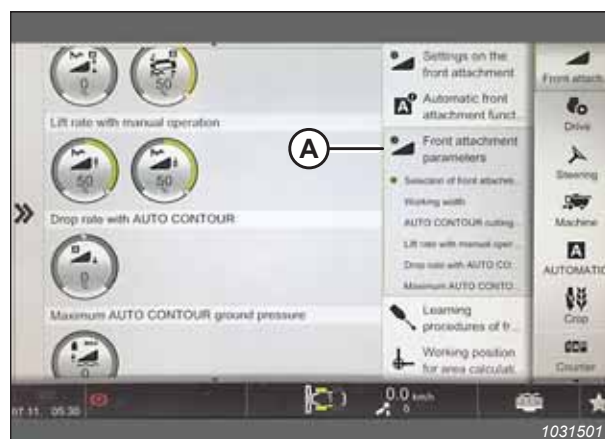 0
50
Lift rate with manual operation
50
50
Drop rate with AUTO CONTOUR
0
Maximum AUTO CONTOUR ground pressure
Settings on the
front attachment
Automatic front
attachment funct...
A
Front attachment
parameters
Selection of front attachm...
Working width
AUTO CONTOUR cutting...
Lift rate with manual oper...
Drop rate with AUTO CO...
Maximum AUTO CONTO...
Learning
procedures of fr...
Working position
for area calculati...
Front attach...
Drive
Steering
Machine
A
AUTOMATIC
Crop
Counter
07.11. 05:30
0.0 km/h
0
1031501